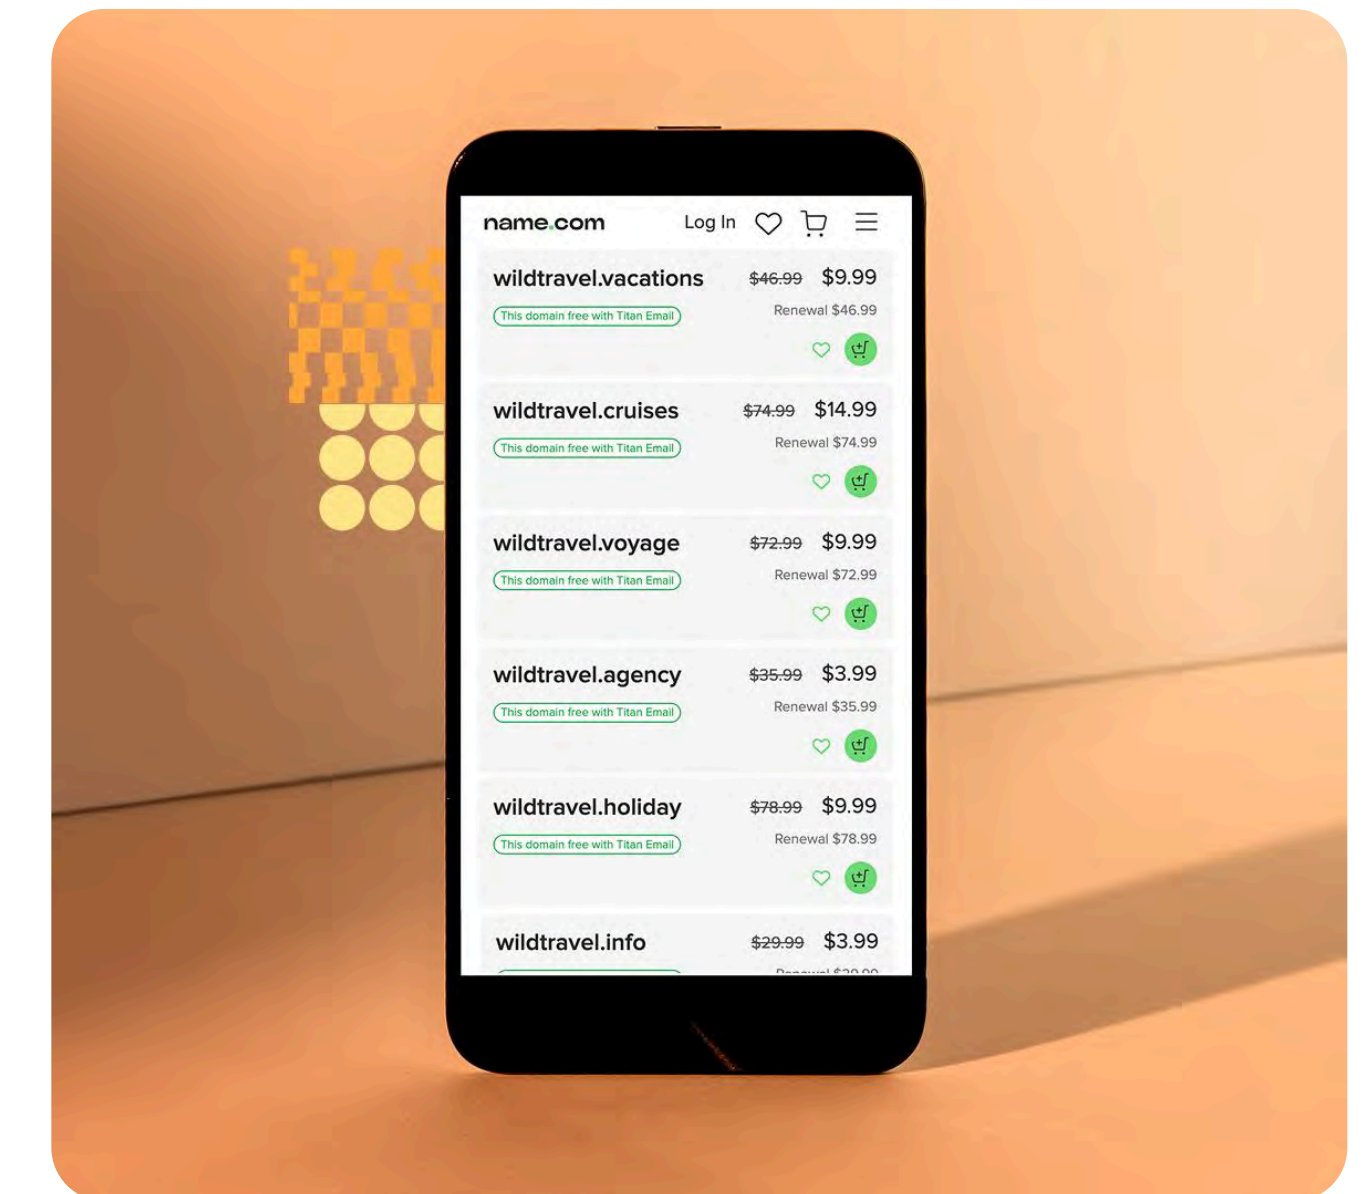 name.com Log In
wildtravel.vacations $46.99 $9.99
This domain free with Titan Email Renewal $46.99
wildtravel.cruises $74.99 $14.99
This domain free with Titan Email Renewal $74.99
wildtravel.voyage $72.99 $9.99
This domain free with Titan Email Renewal $72.99
wildtravel.agency $35.99 $3.99
This domain free with Titan Email Renewal $35.99
wildtravel.holiday $78.99 $9.99
This domain free with Titan Email Renewal $78.99
wildtravel.info $29.99 $3.99